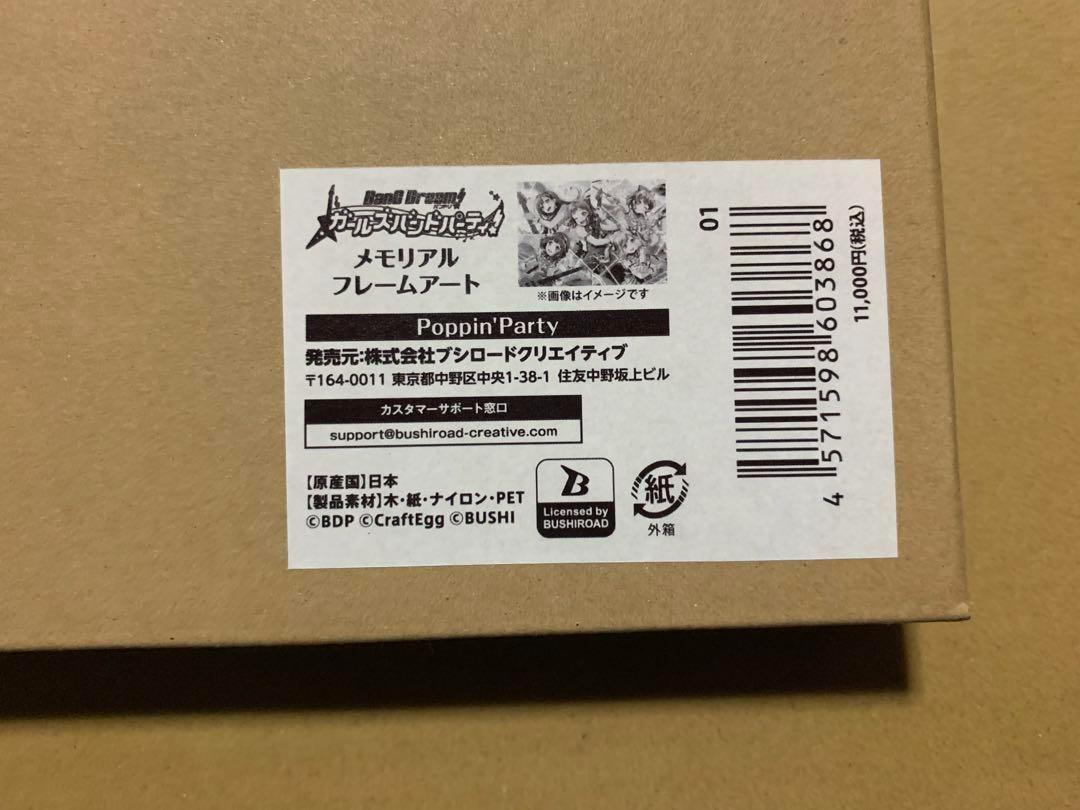 BanG Dream!
ガールズバンドパーティ!
メモリアル
フレームアート
※画像はイメージです
Poppin'Party
発売元:株式会社ブシロードクリエイティブ
〒164-0011 東京都中野区中央1-38-1 住友中野坂上ビル
カスタマーサポート窓口
support@bushiroad-creative.com
【原産国】日本
【製品素材】木・紙・ナイロン・PET
©BDP ©CraftEgg ©BUSHI
B
Licensed by
BUSHIROAD
紙
外箱
01
4 571598 603868
11,000円(税込)